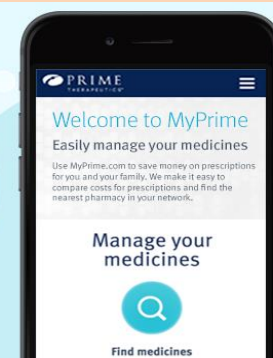 PRIME
THERAPEUTICS®
Welcome to MyPrime
Easily manage your medicines
Use MyPrime.com to save money on prescriptions
for you and your family. We make it easy to
compare costs for prescriptions and find the
nearest pharmacy in your network.
Manage your
medicines
Find medicines